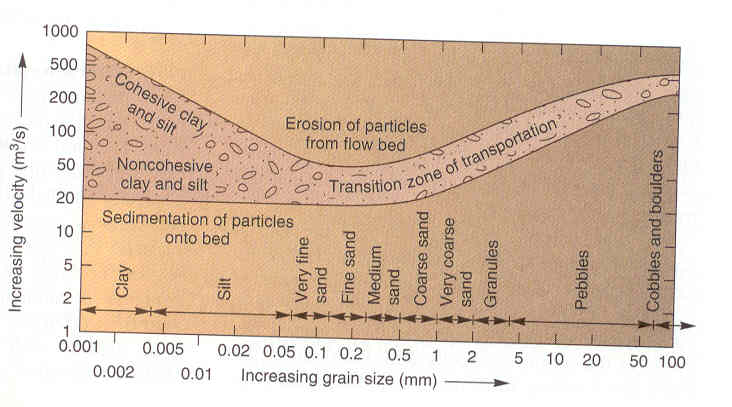 1000
500
200
100
50
20
10
5
2
1
Increasing velocity (m³/s)
Cohesive clay
and silt
Noncohesive
clay and silt
Erosion of particles
from flow bed
Transition zone of transportation
Sedimentation of particles
onto bed
Clay
Silt
Very fine
sand
Fine sand
Medium
sand
Coarse sand
Very coarse
sand
Granules
Pebbles
Cobbles and boulders
0.001
0.005
0.02
0.05
0.1
0.2
0.5
1
2
5
10
20
50
100
0.002
0.01
Increasing grain size (mm)